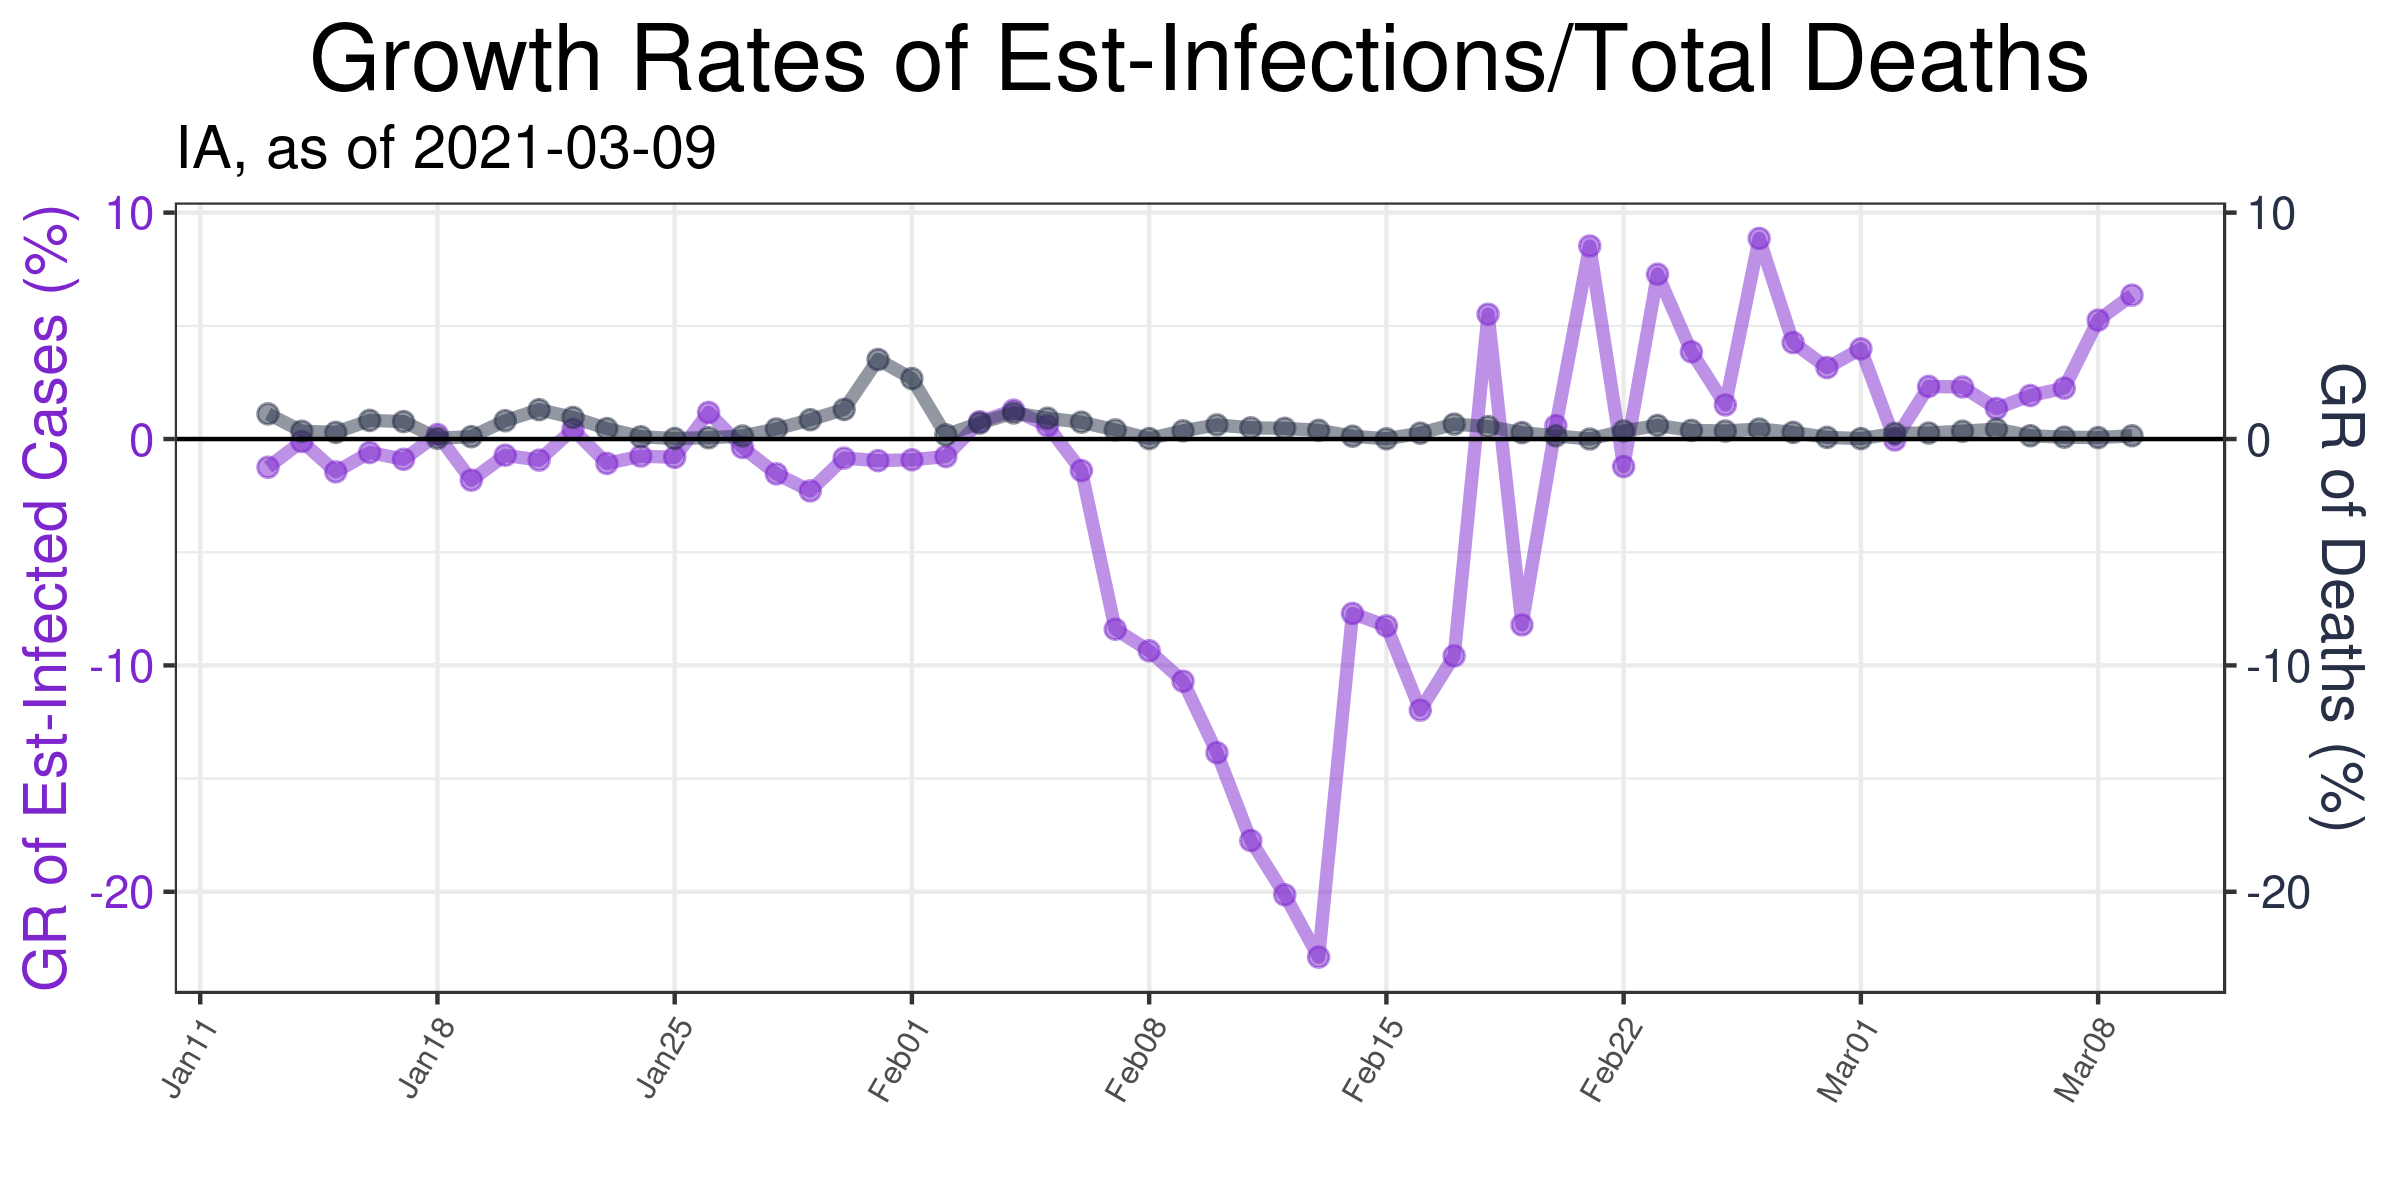 Growth Rates of Est-Infections/Total Deaths
IA, as of 2021-03-09
GR of Est-Infected Cases (%)
10
0
-10
-20
10
0
-10
-20
GR of Deaths (%)
Jan11
Jan18
Jan25
Feb01
Feb08
Feb15
Feb22
Mar01
Mar08